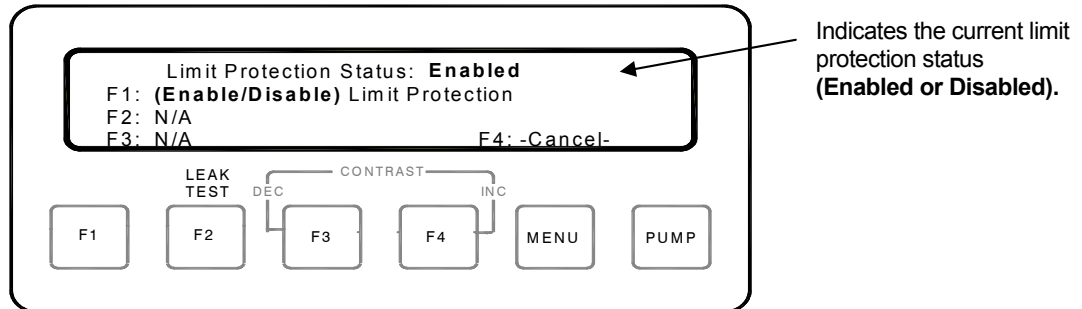 Limit Protection Status: Enabled
F1: (Enable/Disable) Limit Protection
F2: N/A
F3: N/A F4: -Cancel-
Indicates the current limit
protection status
(Enabled or Disabled).
LEAK
TEST
DEC CONTRAST INC
F1 F2 F3 F4 MENU PUMP